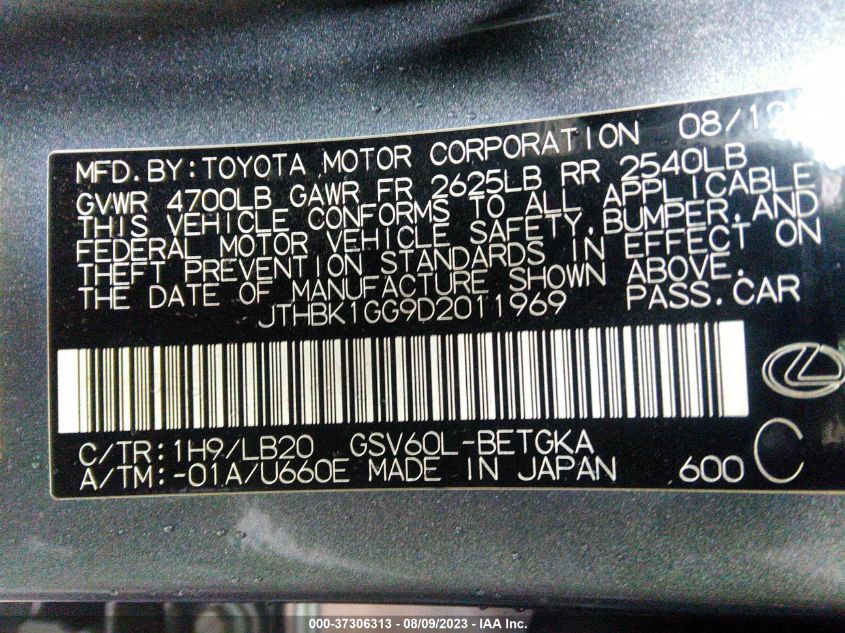 MFD. BY: TOYOTA MOTOR CORPORATION 08/12
GVWR 4700LB GAWR FR 2625LB RR 2540LB
THIS VEHICLE CONFORMS TO ALL APPLICABLE
FEDERAL MOTOR VEHICLE SAFETY, BUMPER, AND
THEFT PREVENTION STANDARDS IN EFFECT ON
THE DATE OF MANUFACTURE SHOWN ABOVE.
JTHBK1GG9D2011969 PASS. CAR
C/TR: 1H9/LB20 GSV60L-BETGKA
A/TM: -01A/U660E MADE IN JAPAN 600 C
000-37306313 - 08/09/2023 - IAA Inc.